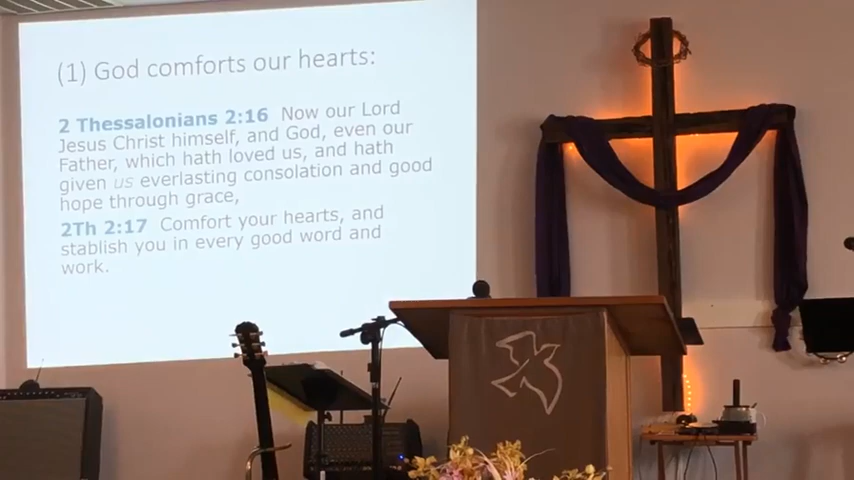 (1) God comforts our hearts:
2 Thessalonians 2:16 Now our Lord
Jesus Christ himself, and God, even our
Father, which hath loved us, and hath
given us everlasting consolation and good
hope through grace,
2Th 2:17 Comfort your hearts, and
stablish you in every good word and
work.